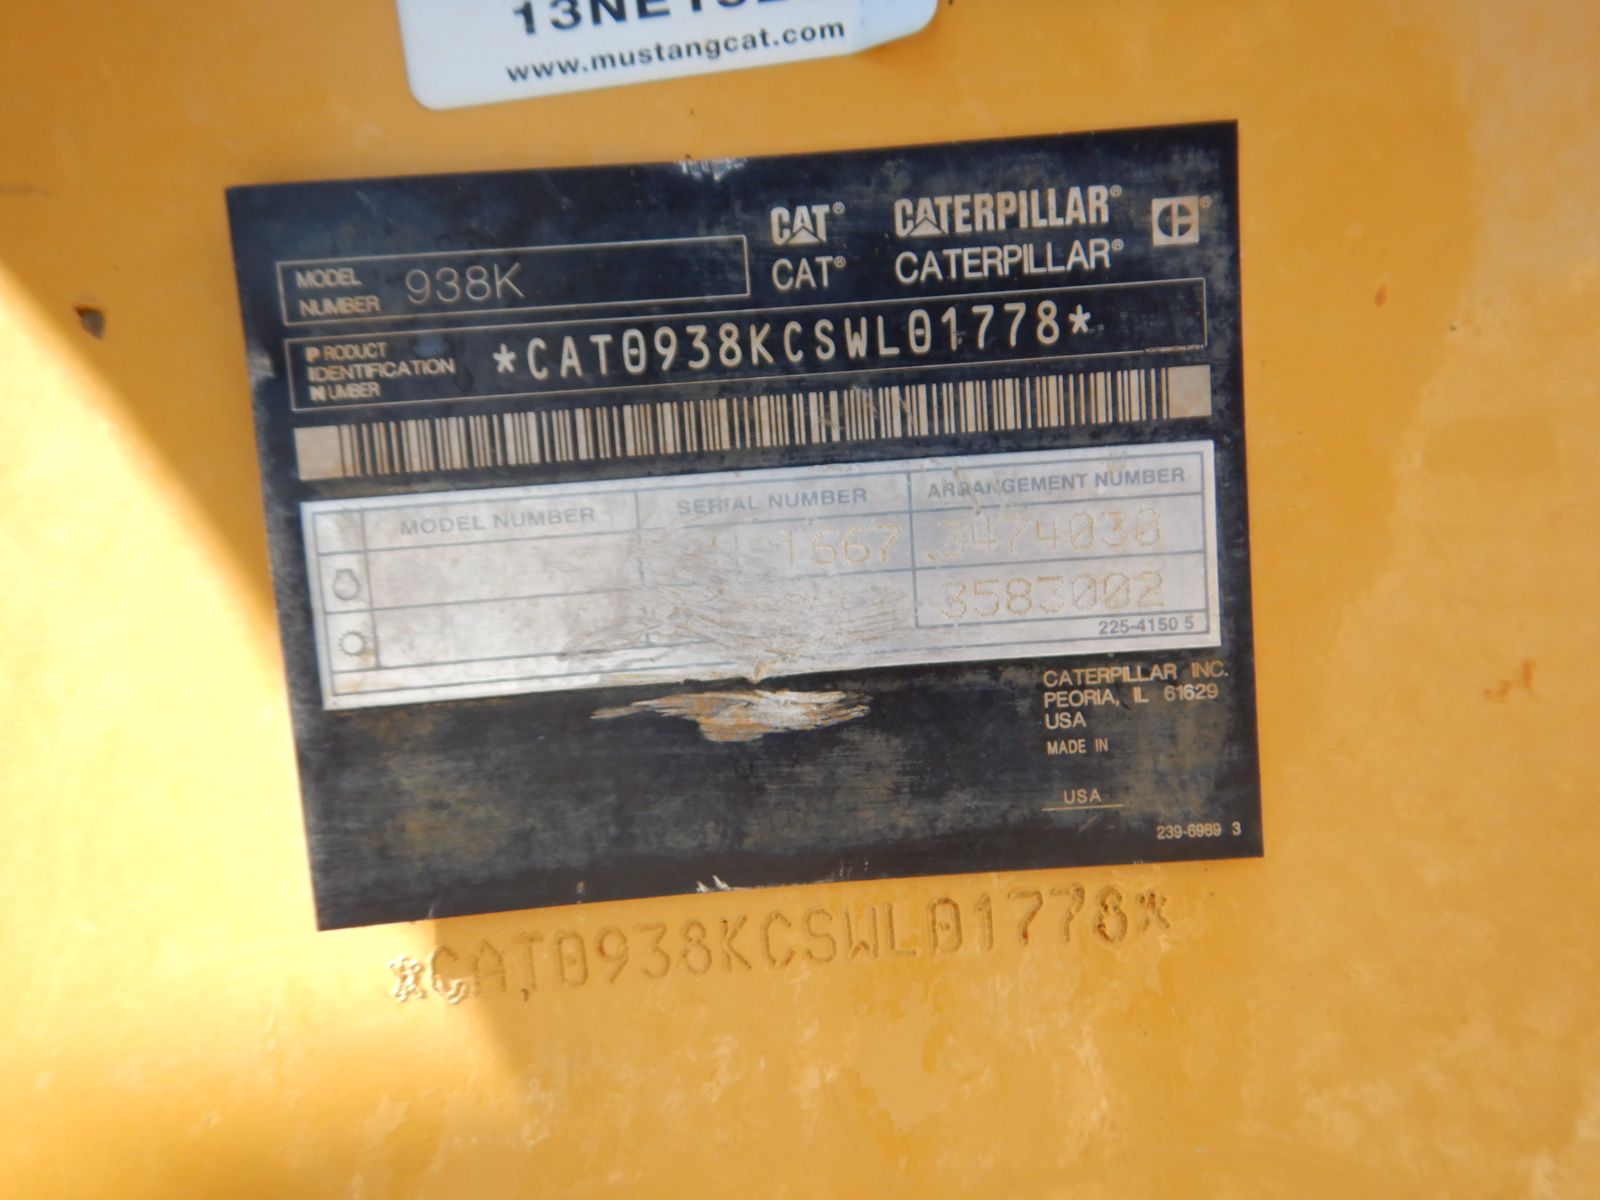 www.mustangcat.com
CAT® CATERPILLAR®
CAT® CATERPILLAR®
MODEL NUMBER 938K
PRODUCT IDENTIFICATION NUMBER *CAT0938KCSWL01778*
MODEL NUMBER SERIAL NUMBER ARRANGEMENT NUMBER
1667 3474030
3583002
225-4150 5
CATERPILLAR INC.
PEORIA, IL 61629
USA
MADE IN
USA
239-6989 3
*CAT0938KCSWL01778*